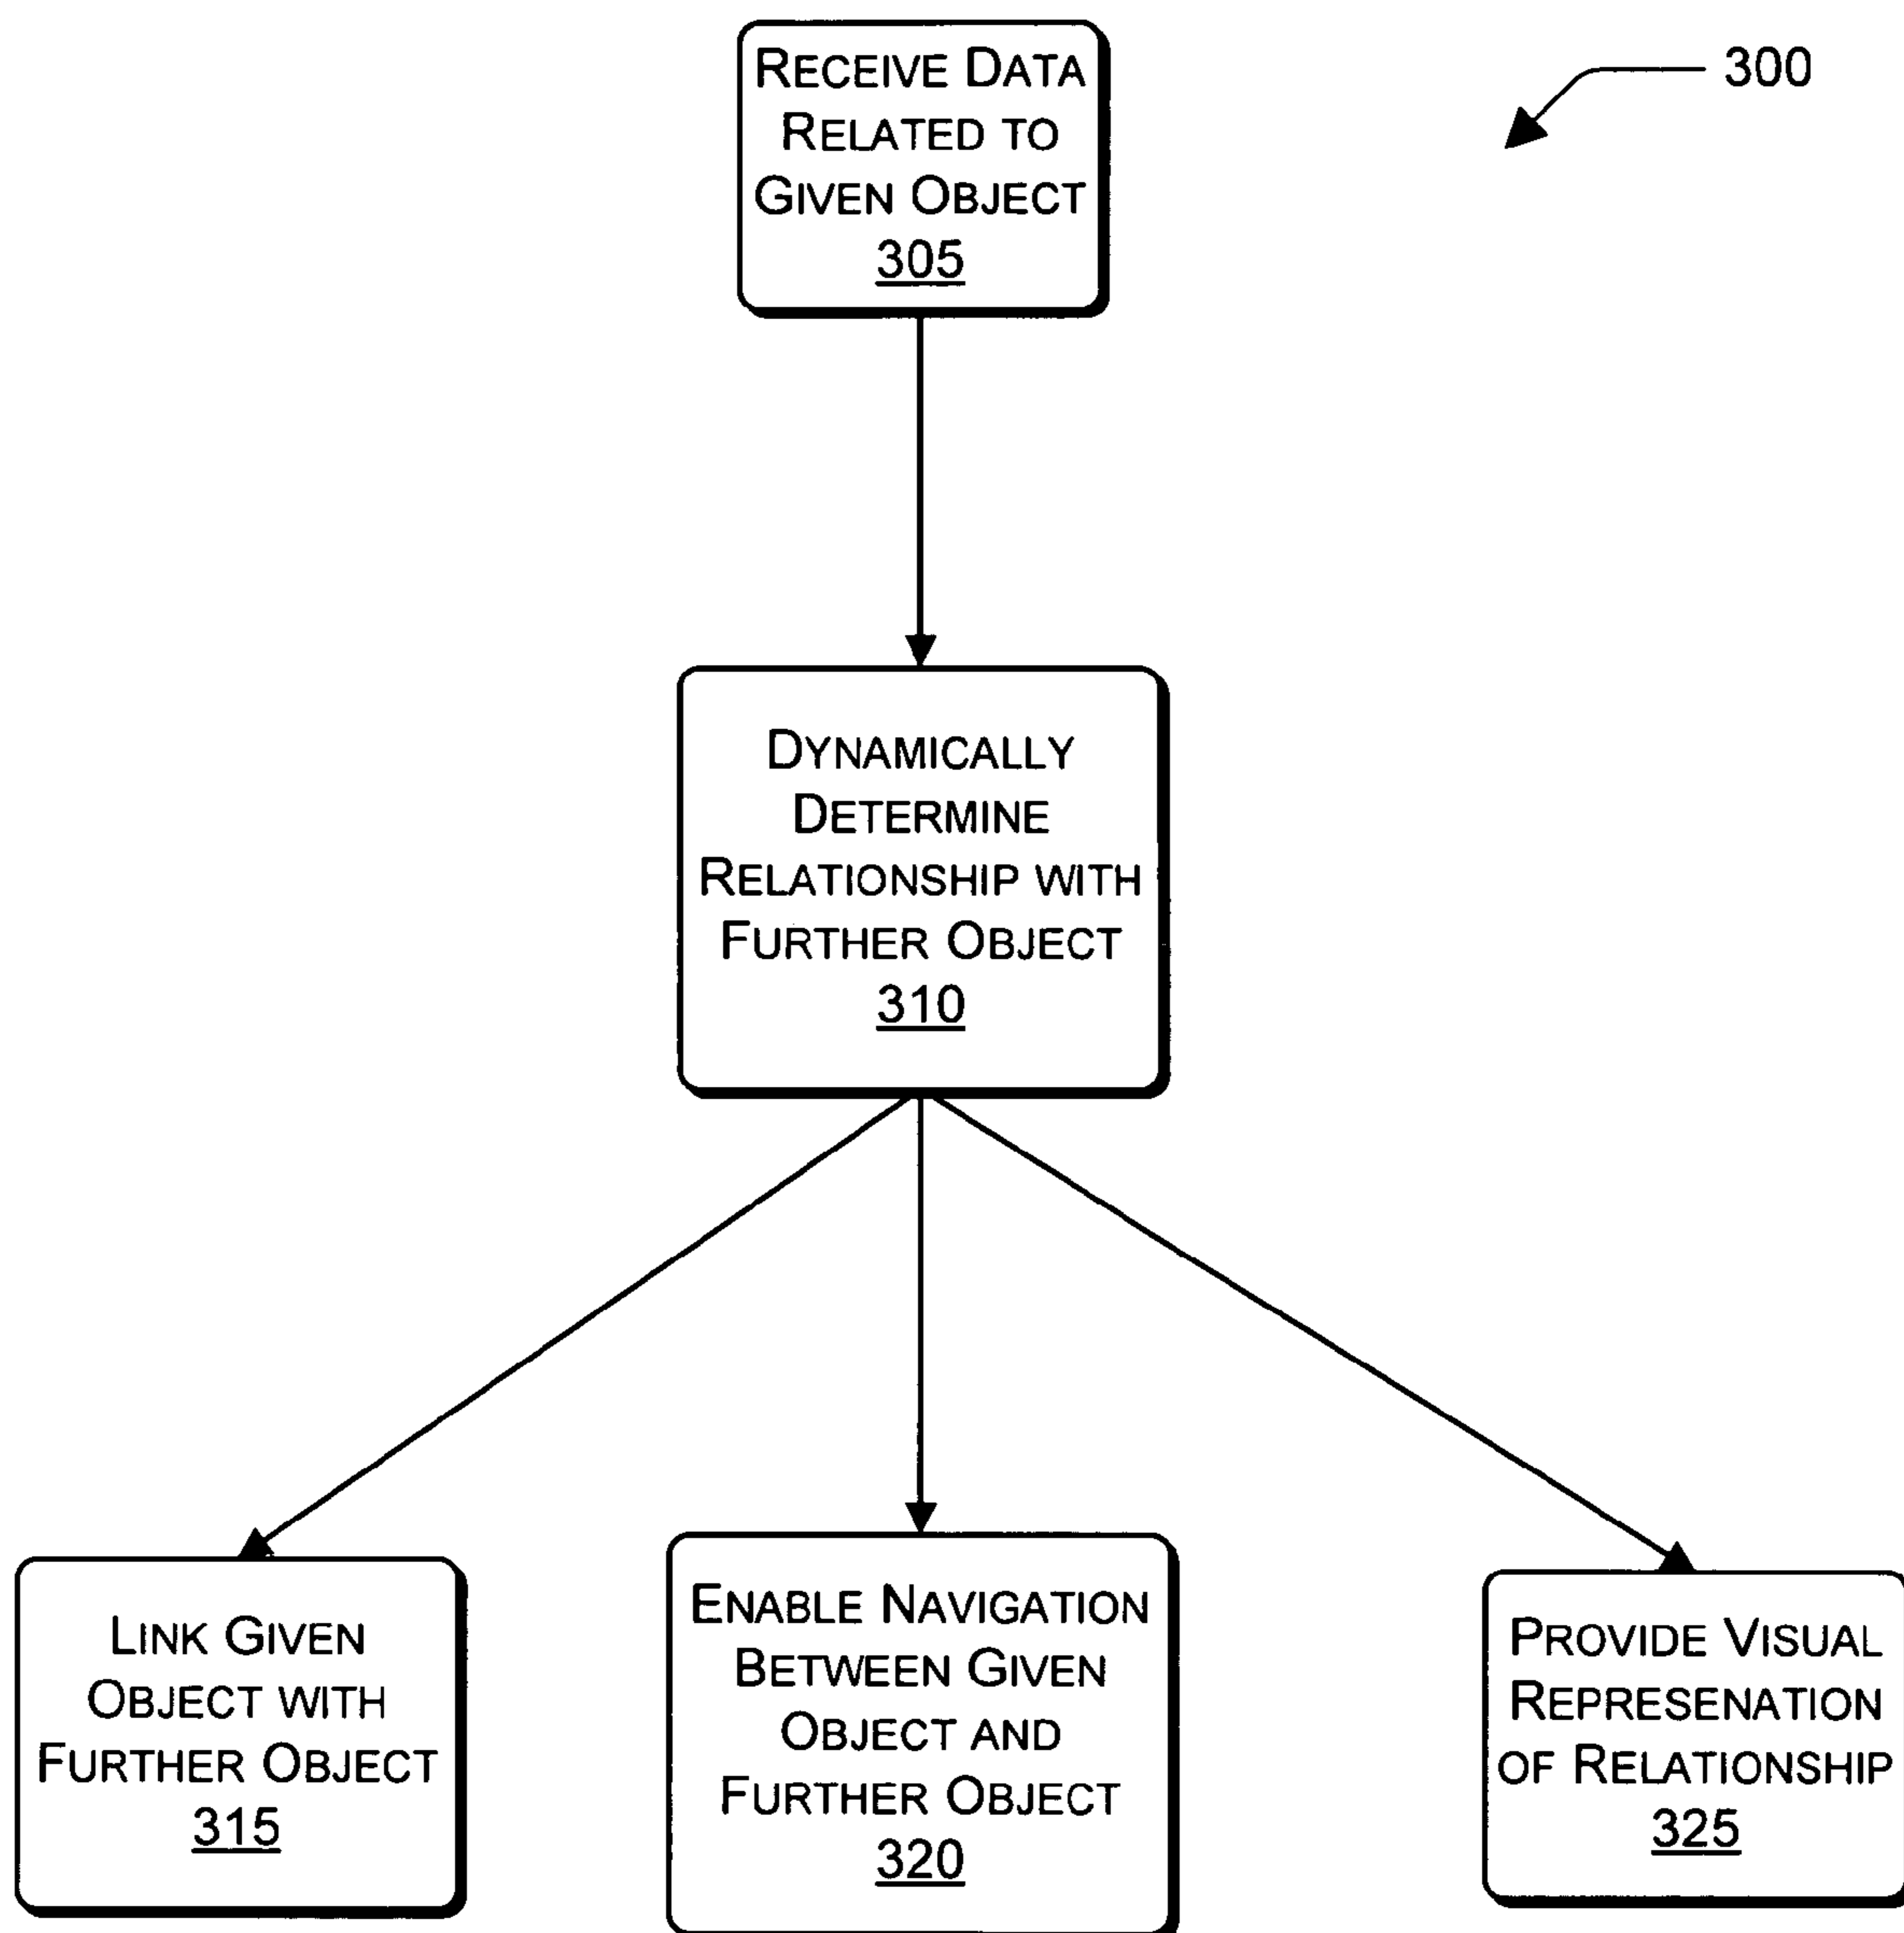 RECEIVE DATA
RELATED TO
GIVEN OBJECT
305
300
DYNAMICALLY
DETERMINE
RELATIONSHIP WITH
FURTHER OBJECT
310
LINK GIVEN
OBJECT WITH
FURTHER OBJECT
315
ENABLE NAVIGATION
BETWEEN GIVEN
OBJECT AND
FURTHER OBJECT
320
PROVIDE VISUAL
REPRESENATION
OF RELATIONSHIP
325